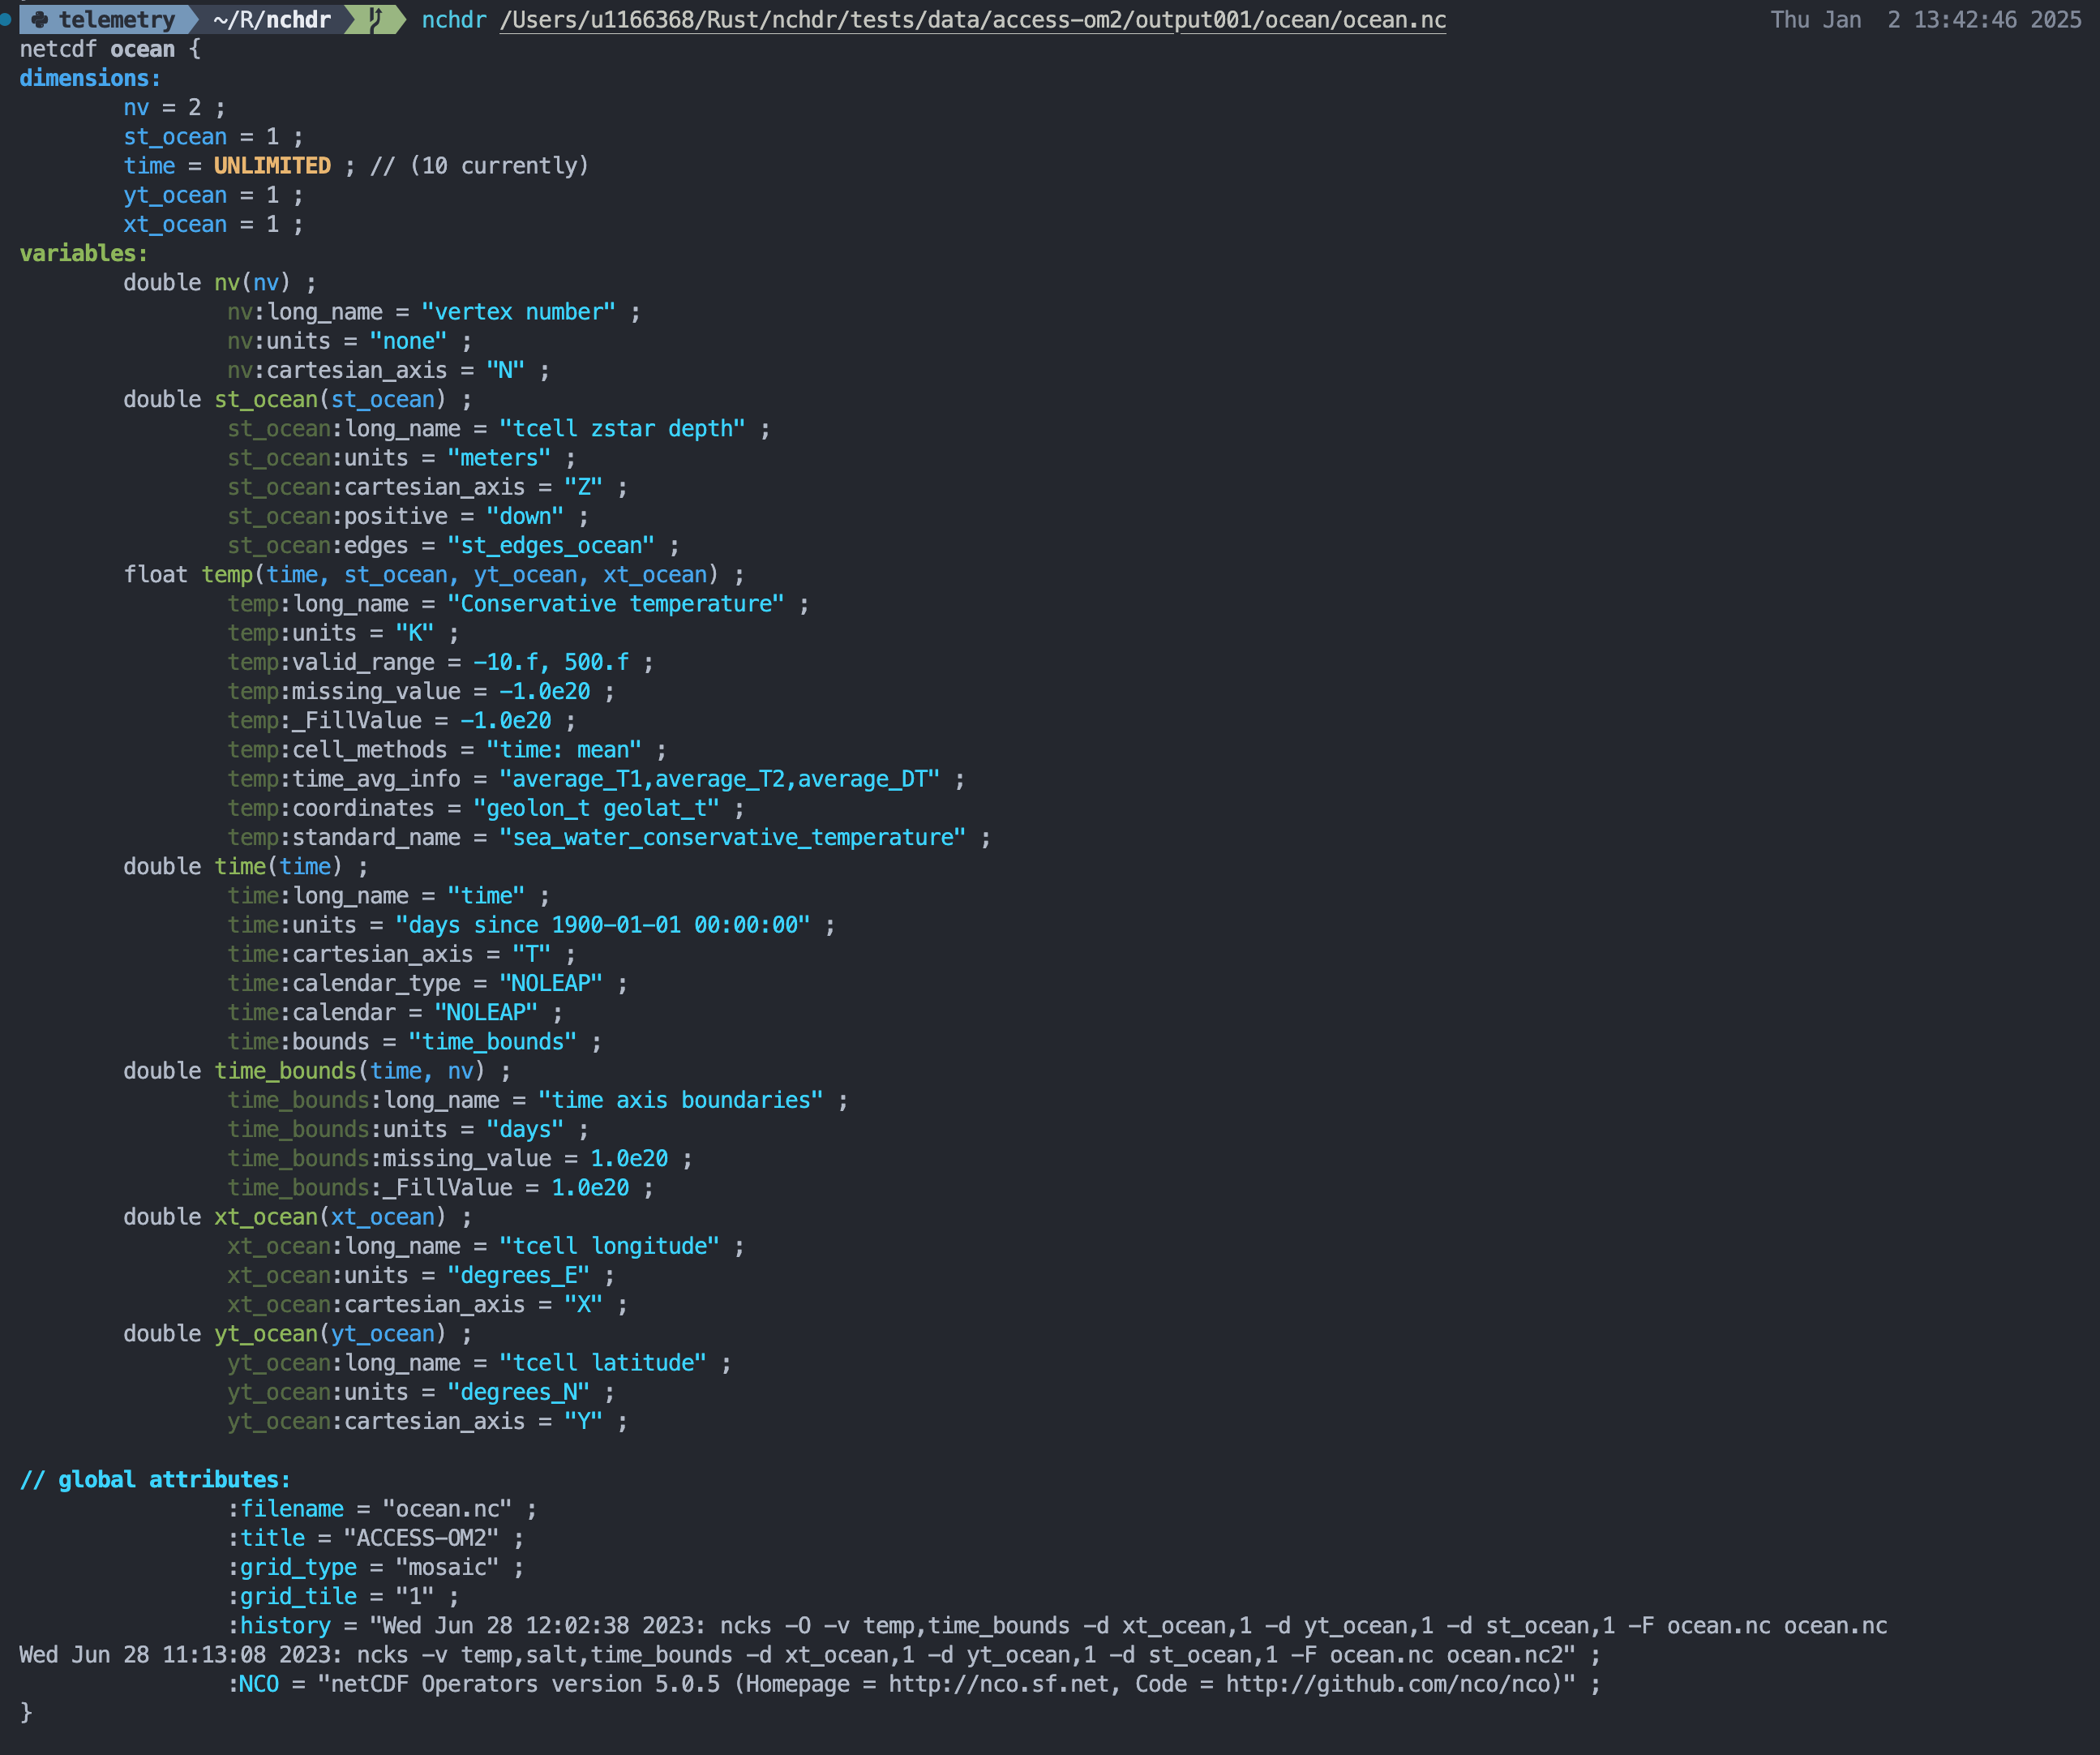 telemetry ~/R/nchdr nchdr /Users/u1166368/Rust/nchdr/tests/data/access-om2/output001/ocean/ocean.nc Thu Jan  2 13:42:46 2025
netcdf ocean {
dimensions:
        nv = 2 ;
        st_ocean = 1 ;
        time = UNLIMITED ; // (10 currently)
        yt_ocean = 1 ;
        xt_ocean = 1 ;
variables:
        double nv(nv) ;
                nv:long_name = "vertex number" ;
                nv:units = "none" ;
                nv:cartesian_axis = "N" ;
        double st_ocean(st_ocean) ;
                st_ocean:long_name = "tcell zstar depth" ;
                st_ocean:units = "meters" ;
                st_ocean:cartesian_axis = "Z" ;
                st_ocean:positive = "down" ;
                st_ocean:edges = "st_edges_ocean" ;
        float temp(time, st_ocean, yt_ocean, xt_ocean) ;
                temp:long_name = "Conservative temperature" ;
                temp:units = "K" ;
                temp:valid_range = -10.f, 500.f ;
                temp:missing_value = -1.0e20 ;
                temp:_FillValue = -1.0e20 ;
                temp:cell_methods = "time: mean" ;
                temp:time_avg_info = "average_T1,average_T2,average_DT" ;
                temp:coordinates = "geolon_t geolat_t" ;
                temp:standard_name = "sea_water_conservative_temperature" ;
        double time(time) ;
                time:long_name = "time" ;
                time:units = "days since 1900-01-01 00:00:00" ;
                time:cartesian_axis = "T" ;
                time:calendar_type = "NOLEAP" ;
                time:calendar = "NOLEAP" ;
                time:bounds = "time_bounds" ;
        double time_bounds(time, nv) ;
                time_bounds:long_name = "time axis boundaries" ;
                time_bounds:units = "days" ;
                time_bounds:missing_value = 1.0e20 ;
                time_bounds:_FillValue = 1.0e20 ;
        double xt_ocean(xt_ocean) ;
                xt_ocean:long_name = "tcell longitude" ;
                xt_ocean:units = "degrees_E" ;
                xt_ocean:cartesian_axis = "X" ;
        double yt_ocean(yt_ocean) ;
                yt_ocean:long_name = "tcell latitude" ;
                yt_ocean:units = "degrees_N" ;
                yt_ocean:cartesian_axis = "Y" ;

// global attributes:
                :filename = "ocean.nc" ;
                :title = "ACCESS-OM2" ;
                :grid_type = "mosaic" ;
                :grid_tile = "1" ;
                :history = "Wed Jun 28 12:02:38 2023: ncks -O -v temp,time_bounds -d xt_ocean,1 -d yt_ocean,1 -d st_ocean,1 -F ocean.nc ocean.nc
Wed Jun 28 11:13:08 2023: ncks -v temp,salt,time_bounds -d xt_ocean,1 -d yt_ocean,1 -d st_ocean,1 -F ocean.nc ocean.nc2" ;
                :NCO = "netCDF Operators version 5.0.5 (Homepage = http://nco.sf.net, Code = http://github.com/nco/nco)" ;
}